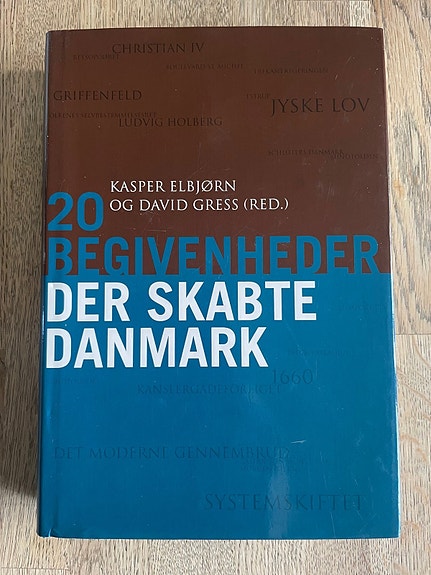 CHRISTIAN IV
GRIFFENFELD
JYSKE LOV
LUDVIG HOLBERG
KASPER ELBJØRN
OG DAVID GRESS (RED.)
20
BEGIVENHEDER
DER SKABTE
DANMARK
1660
KANSLERGADEFORLIGET
DET MODERNE GENNEMBRUD
SYSTEMSKIFTET